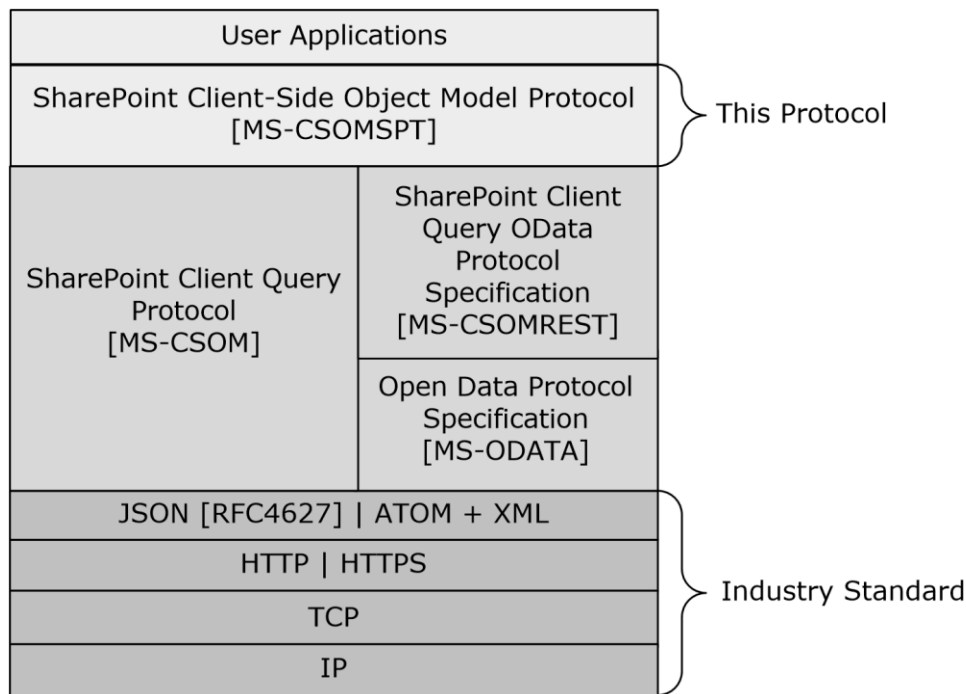 User Applications
SharePoint Client-Side Object Model Protocol
[MS-CSOMSPT]
This Protocol
SharePoint Client Query
Protocol
[MS-CSOM]
SharePoint Client
Query OData
Protocol
Specification
[MS-CSOMREST]
Open Data Protocol
Specification
[MS-ODATA]
JSON [RFC4627] | ATOM + XML
HTTP | HTTPS
TCP
IP
Industry Standard